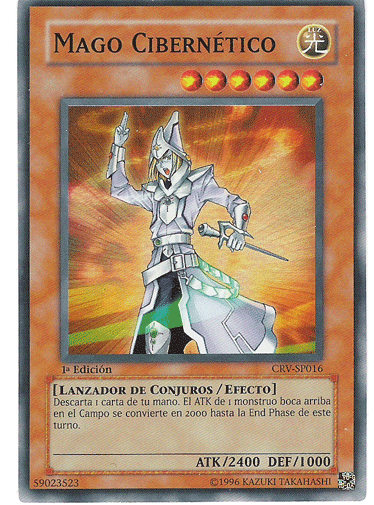 MAGO CIBERNÉTICO
光
1ª Edición
CRV-SP016
[LANZADOR DE CONJUROS / EFECTO]
Descarta 1 carta de tu mano. El ATK de 1 monstruo boca arriba
en el Campo se convierte en 2000 hasta la End Phase de este
turno.
ATK/2400 DEF/1000
59023523
©1996 KAZUKI TAKAHASHI